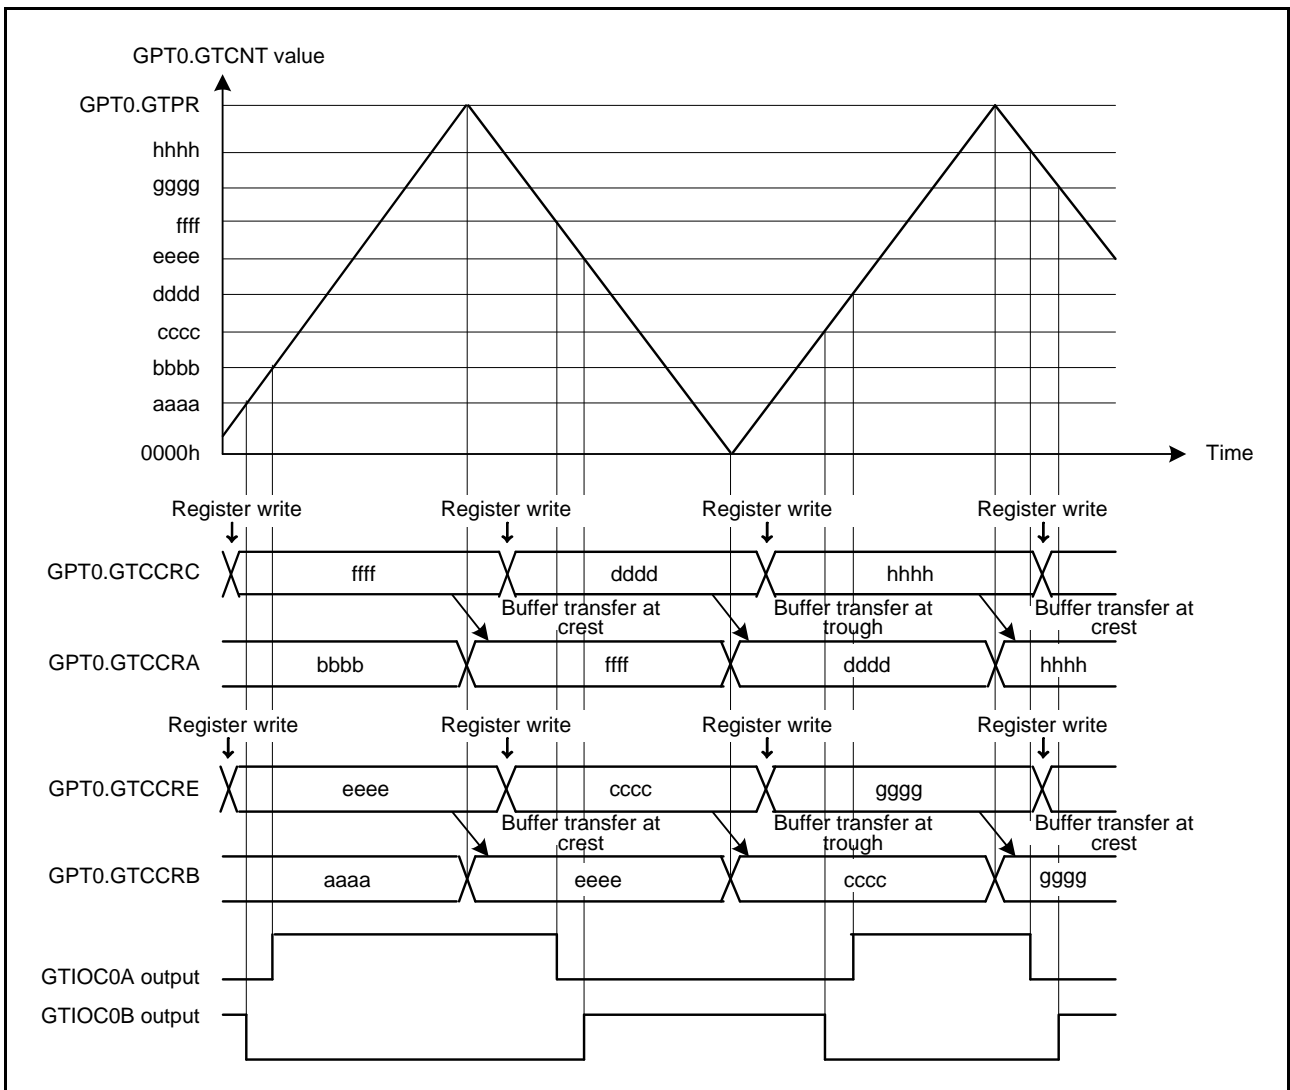 GPT0.GTCNT value
GPT0.GTPR
hhhh
gggg
ffff
eeee
dddd
cccc
bbbb
aaaa
0000h
Time
Register write Register write Register write Register write
GPT0.GTCCRC ffff dddd hhhh
Buffer transfer at crest Buffer transfer at trough Buffer transfer at crest
GPT0.GTCCRA bbbb ffff dddd hhhh
Register write Register write Register write Register write
GPT0.GTCCRE eeee cccc gggg
Buffer transfer at crest Buffer transfer at trough Buffer transfer at crest
GPT0.GTCCRB aaaa eeee cccc gggg
GTIOC0A output
GTIOC0B output